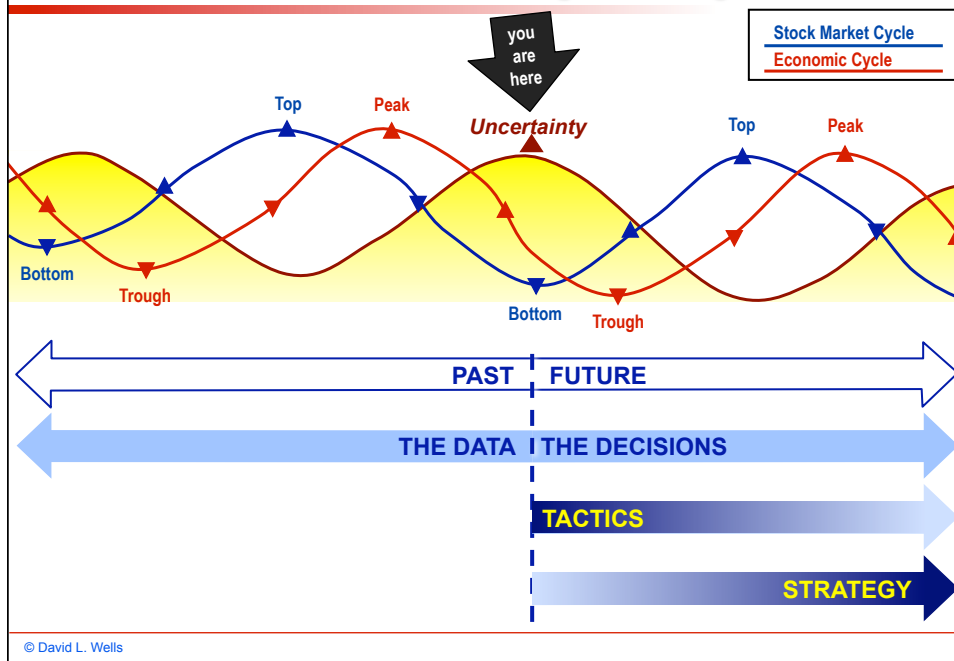 you
are
here
Stock Market Cycle
Economic Cycle
Top
Peak
Uncertainty
Top
Peak
Bottom
Trough
Bottom
Trough
PAST
FUTURE
THE DATA
THE DECISIONS
TACTICS
STRATEGY
© David L. Wells